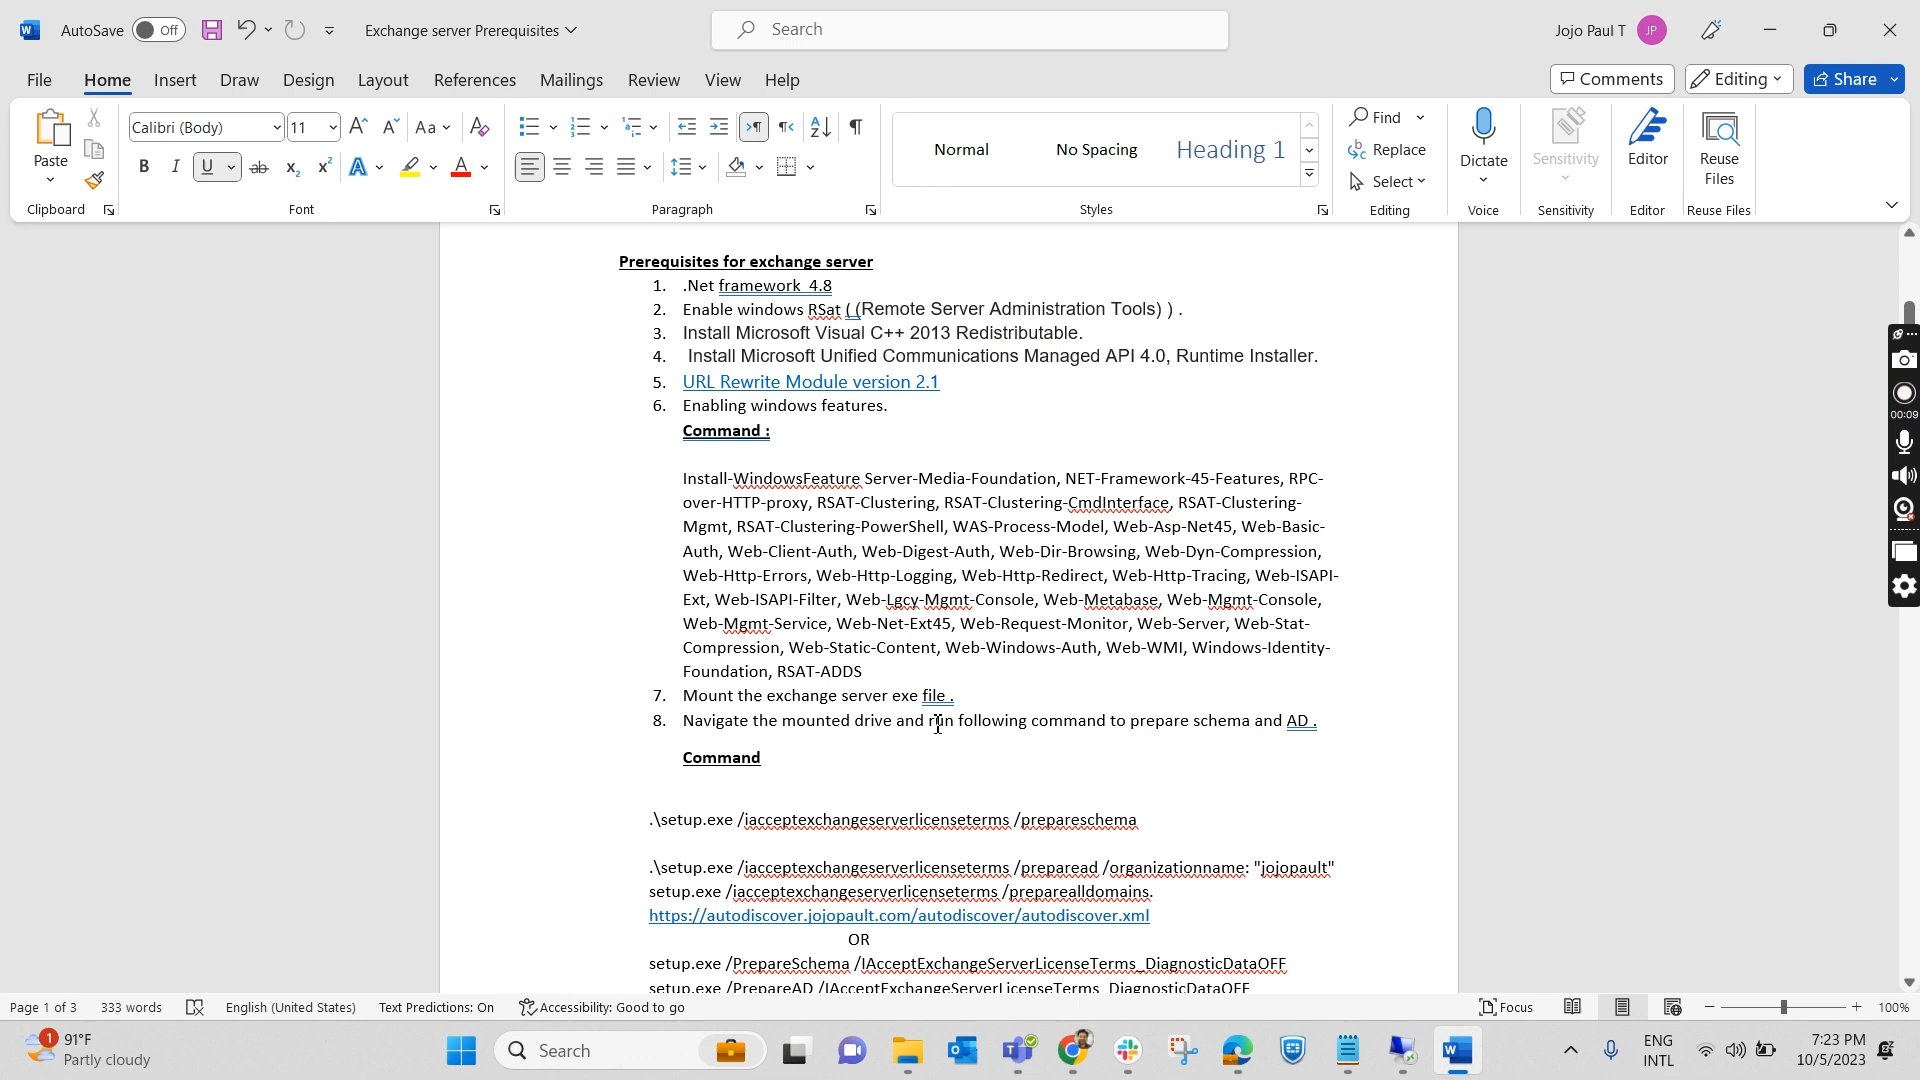 AutoSave Off Exchange server Prerequisites Search Jojo Paul T JP
File Home Insert Draw Design Layout References Mailings Review View Help Comments Editing Share
Paste Calibri (Body) 11 Aa Normal No Spacing Heading 1 Find Replace Select Dictate Sensitivity Editor Reuse Files
Clipboard Font Paragraph Styles Editing Voice Sensitivity Editor Reuse Files
Prerequisites for exchange server
1. .Net framework 4.8
2. Enable windows RSat ( (Remote Server Administration Tools) ) .
3. Install Microsoft Visual C++ 2013 Redistributable.
4. Install Microsoft Unified Communications Managed API 4.0, Runtime Installer.
5. URL Rewrite Module version 2.1
6. Enabling windows features.
Command :
Install-WindowsFeature Server-Media-Foundation, NET-Framework-45-Features, RPC-
over-HTTP-proxy, RSAT-Clustering, RSAT-Clustering-CmdInterface, RSAT-Clustering-
Mgmt, RSAT-Clustering-PowerShell, WAS-Process-Model, Web-Asp-Net45, Web-Basic-
Auth, Web-Client-Auth, Web-Digest-Auth, Web-Dir-Browsing, Web-Dyn-Compression,
Web-Http-Errors, Web-Http-Logging, Web-Http-Redirect, Web-Http-Tracing, Web-ISAPI-
Ext, Web-ISAPI-Filter, Web-Lgcy-Mgmt-Console, Web-Metabase, Web-Mgmt-Console,
Web-Mgmt-Service, Web-Net-Ext45, Web-Request-Monitor, Web-Server, Web-Stat-
Compression, Web-Static-Content, Web-Windows-Auth, Web-WMI, Windows-Identity-
Foundation, RSAT-ADDS
7. Mount the exchange server exe file .
8. Navigate the mounted drive and run following command to prepare schema and AD .
Command
.\setup.exe /iacceptexchangeserverlicenseterms /prepareschema
.\setup.exe /iacceptexchangeserverlicenseterms /preparead /organizationname: "jojopault"
setup.exe /iacceptexchangeserverlicenseterms /preparealldomains.
https://autodiscover.jojopault.com/autodiscover/autodiscover.xml
OR
setup.exe /PrepareSchema /IAcceptExchangeServerLicenseTerms_DiagnosticDataOFF
setup.exe /PrepareAD /IAcceptExchangeServerLicenseTerms_DiagnosticDataOFF
00:09
Page 1 of 3 333 words English (United States) Text Predictions: On Accessibility: Good to go Focus 100%
1 91°F
Partly cloudy
Search
ENG
INTL
7:23 PM
10/5/2023